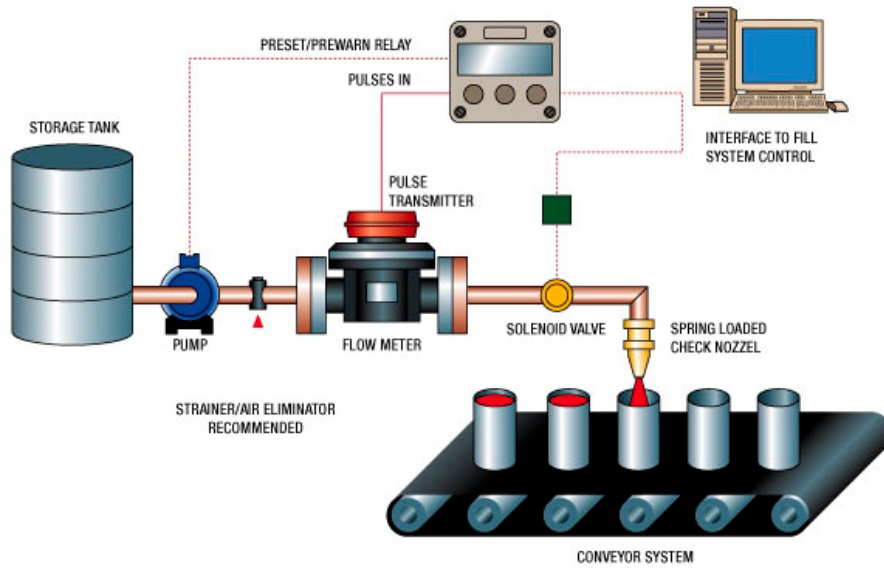 PRESET/PREWARN RELAY
PULSES IN
STORAGE TANK
INTERFACE TO FILL
SYSTEM CONTROL
PULSE
TRANSMITTER
PUMP
FLOW METER
SOLENOID VALVE
SPRING LOADED
CHECK NOZZEL
STRAINER/AIR ELIMINATOR
RECOMMENDED
CONVEYOR SYSTEM